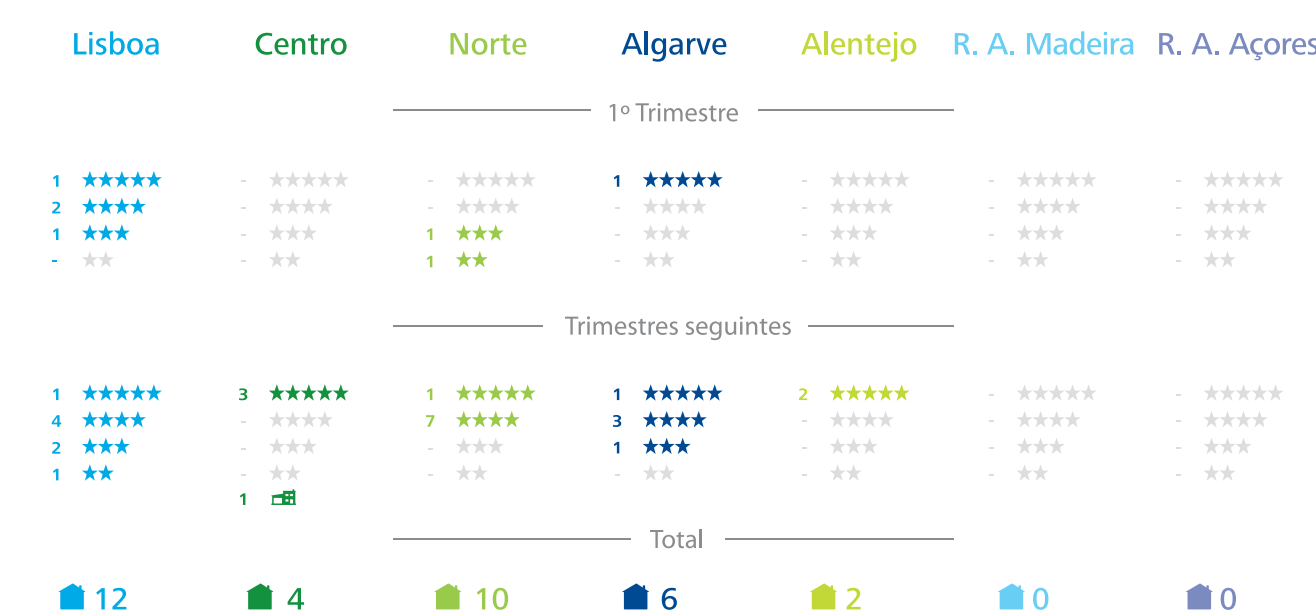 Lisboa Centro Norte Algarve Alentejo R. A. Madeira R. A. Açores
1º Trimestre
1 ★★★★★ - ★★★★★ - ★★★★★ 1 ★★★★★ - ★★★★★ - ★★★★★ - ★★★★★
2 ★★★★ - ★★★★ - ★★★★ - ★★★★ - ★★★★ - ★★★★ - ★★★★
1 ★★★ - ★★★ 1 ★★★ - ★★★ - ★★★ - ★★★ - ★★★
- ★★ - ★★ 1 ★★ - ★★ - ★★ - ★★ - ★★
Trimestres seguintes
1 ★★★★★ 3 ★★★★★ 1 ★★★★★ 1 ★★★★★ 2 ★★★★★ - ★★★★★ - ★★★★★
4 ★★★★ - ★★★★ 7 ★★★★ 3 ★★★★ - ★★★★ - ★★★★ - ★★★★
2 ★★★ - ★★★ - ★★★ 1 ★★★ - ★★★ - ★★★ - ★★★
1 ★★ - ★★ - ★★ - ★★ - ★★ - ★★ - ★★
1
Total
12 4 10 6 2 0 0